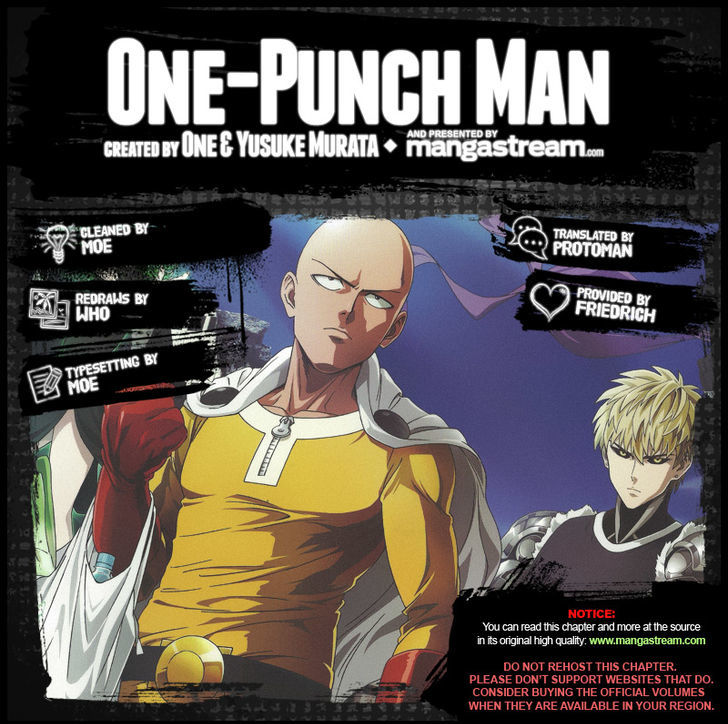 ONE-PUNCH MAN
CREATED BY ONE & YUSUKE MURATA ◆ AND PRESENTED BY mangastream.com
CLEANED BY
MOE
REDRAWS BY
WHO
TYPESETTING BY
MOE
TRANSLATED BY
PROTOMAN
PROVIDED BY
FRIEDRICH
NOTICE:
You can read this chapter and more at the source
in its original high quality: www.mangastream.com
DO NOT REHOST THIS CHAPTER.
PLEASE DON'T SUPPORT WEBSITES THAT DO.
CONSIDER BUYING THE OFFICIAL VOLUMES
WHEN THEY ARE AVAILABLE IN YOUR REGION.